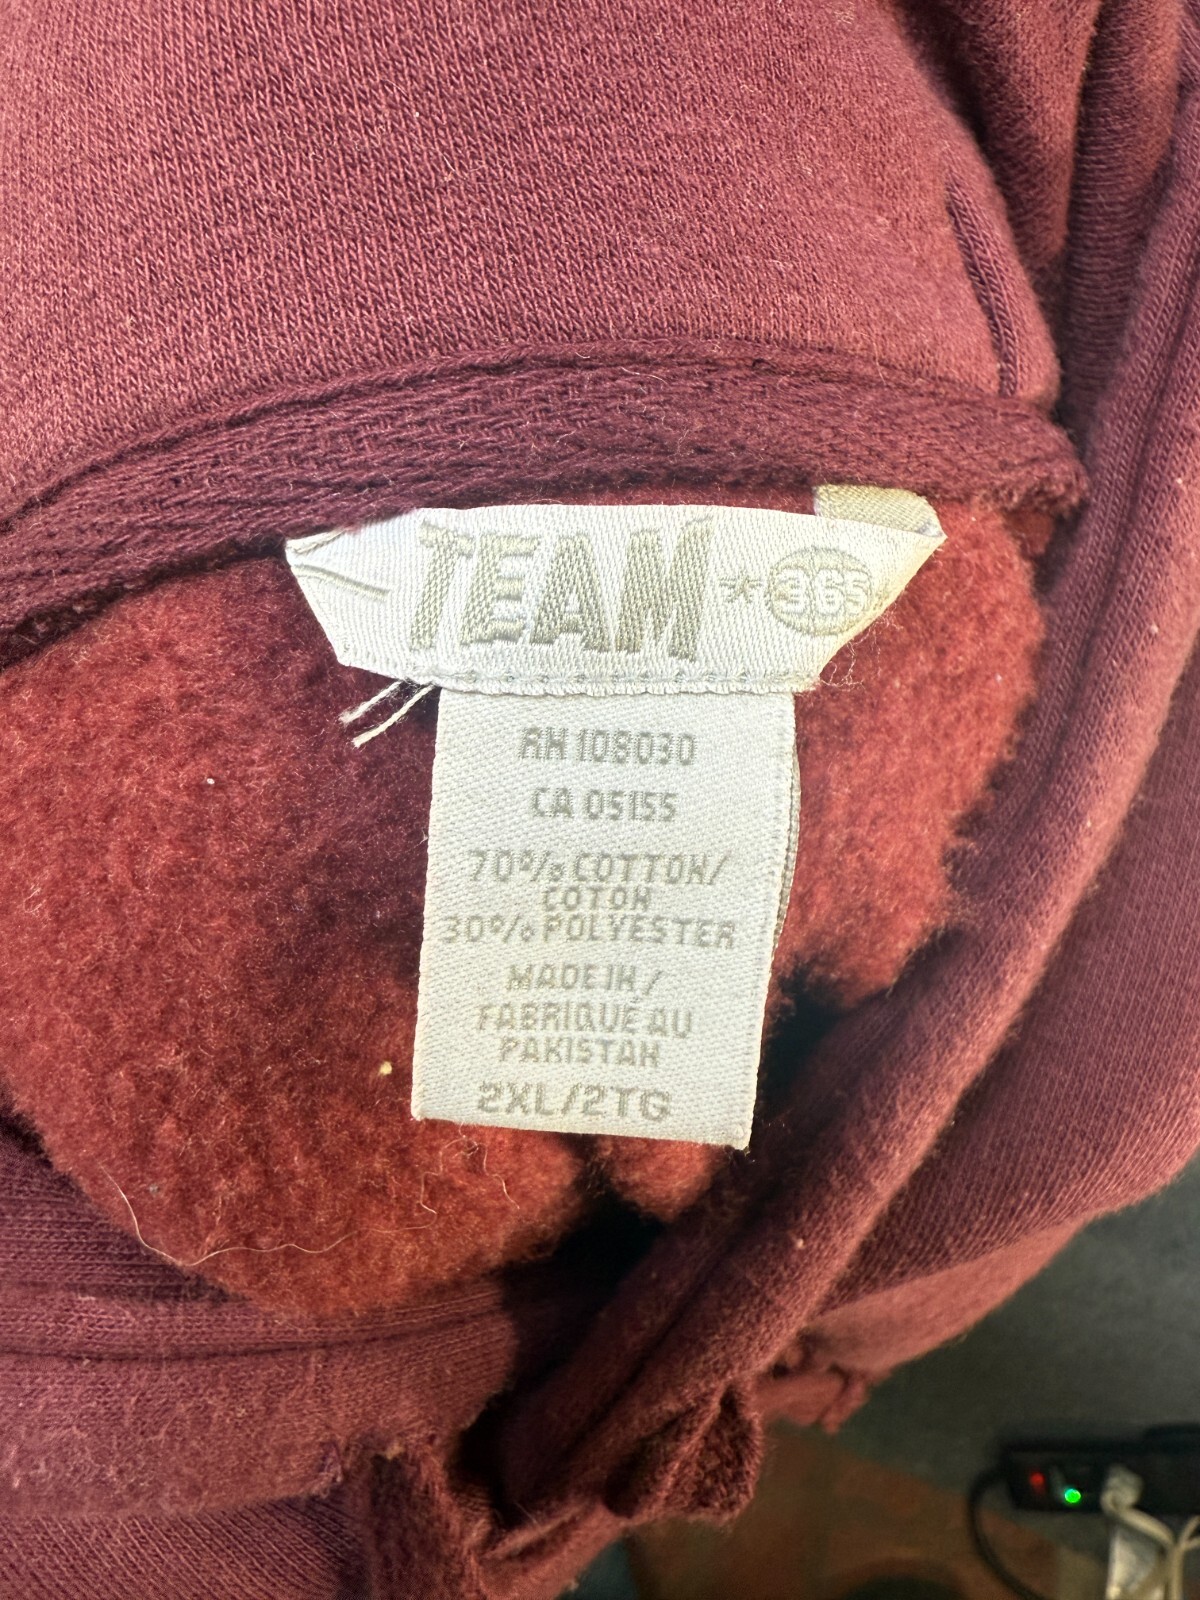 TEAM 365
RN 108030
CA 05155
70% COTTON/
COTON
30% POLYESTER
MADE IN/
FABRIQUÉ AU
PAKISTAN
2XL/2TG